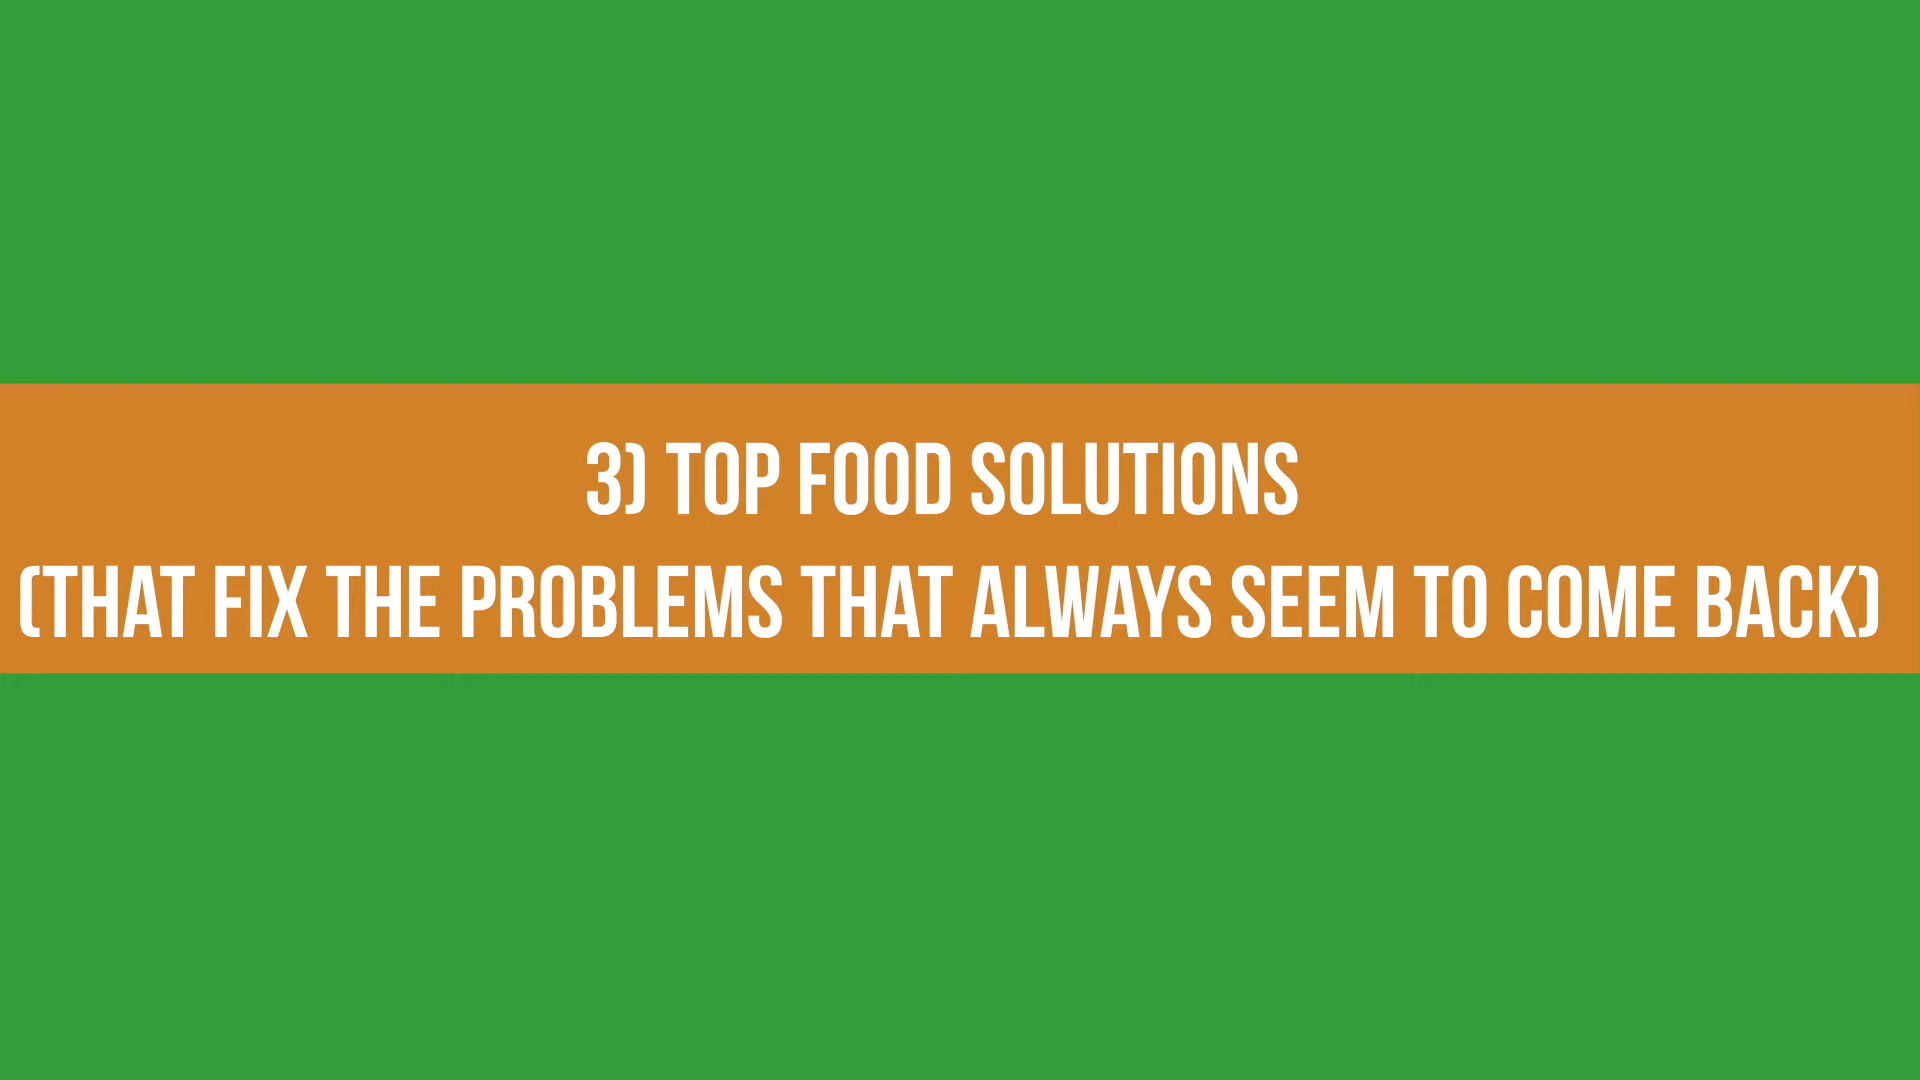 3) TOP FOOD SOLUTIONS
(THAT FIX THE PROBLEMS THAT ALWAYS SEEM TO COME BACK)